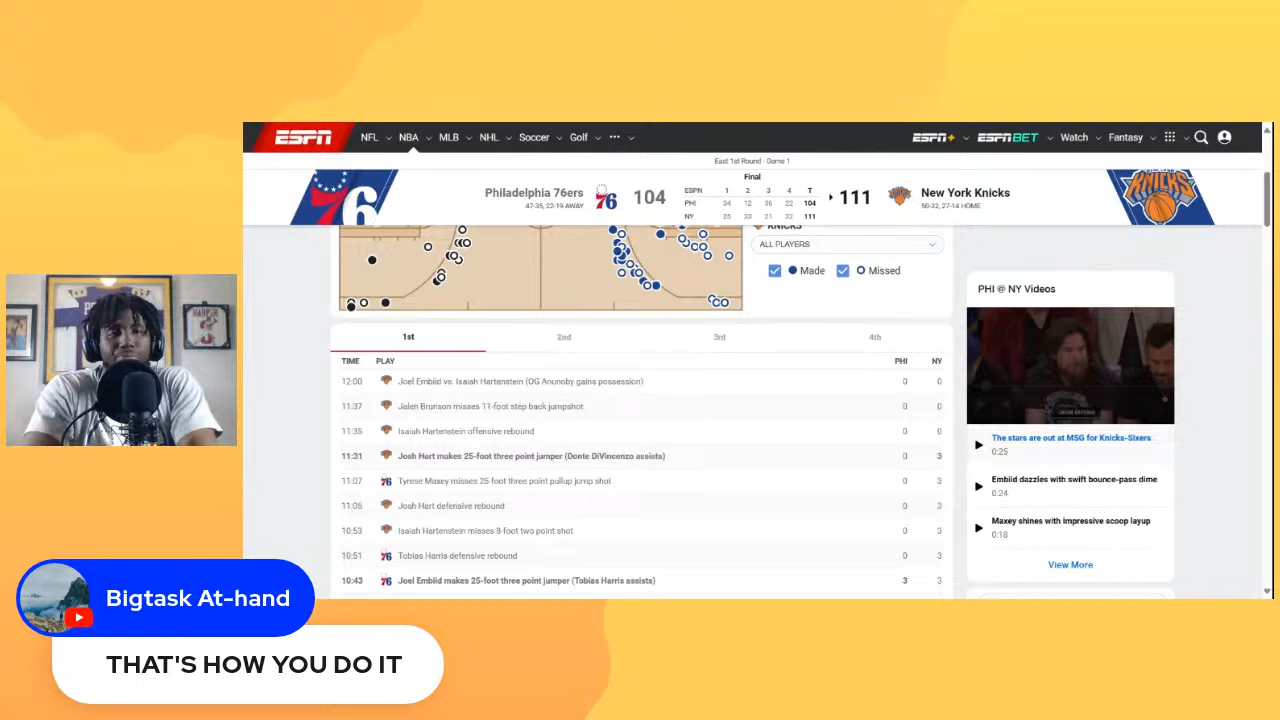 ESPN NFL NBA MLB NHL Soccer Golf ••• ESPN+ ESPN BET Watch Fantasy
East 1st Round - Game 1
Final
Philadelphia 76ers 76 104
47-35, 22-19 AWAY
ESPN 1 2 3 4 T
PHI 34 12 36 22 104
NY 25 33 21 32 111
111 New York Knicks
50-32, 27-14 HOME
KNICKS
KNICKS
ALL PLAYERS
Made Missed
1st 2nd 3rd 4th
TIME PLAY PHI NY
12:00 Joel Embiid vs. Isaiah Hartenstein (OG Anunoby gains possession) 0 0
11:37 Jalen Brunson misses 11-foot step back jumpshot 0 0
11:35 Isaiah Hartenstein offensive rebound 0 0
11:31 Josh Hart makes 25-foot three point jumper (Donte DiVincenzo assists) 0 3
11:07 76 Tyrese Maxey misses 25-foot three point pullup jump shot 0 3
11:05 Josh Hart defensive rebound 0 3
10:53 Isaiah Hartenstein misses 8-foot two point shot 0 3
10:51 76 Tobias Harris defensive rebound 0 3
10:43 76 Joel Embiid makes 25-foot three point jumper (Tobias Harris assists) 3 3
PHI @ NY Videos
The stars are out at MSG for Knicks-Sixers
0:25
Embiid dazzles with swift bounce-pass dime
0:24
Maxey shines with impressive scoop layup
0:18
View More
HARPER
Bigtask At-hand
THAT'S HOW YOU DO IT